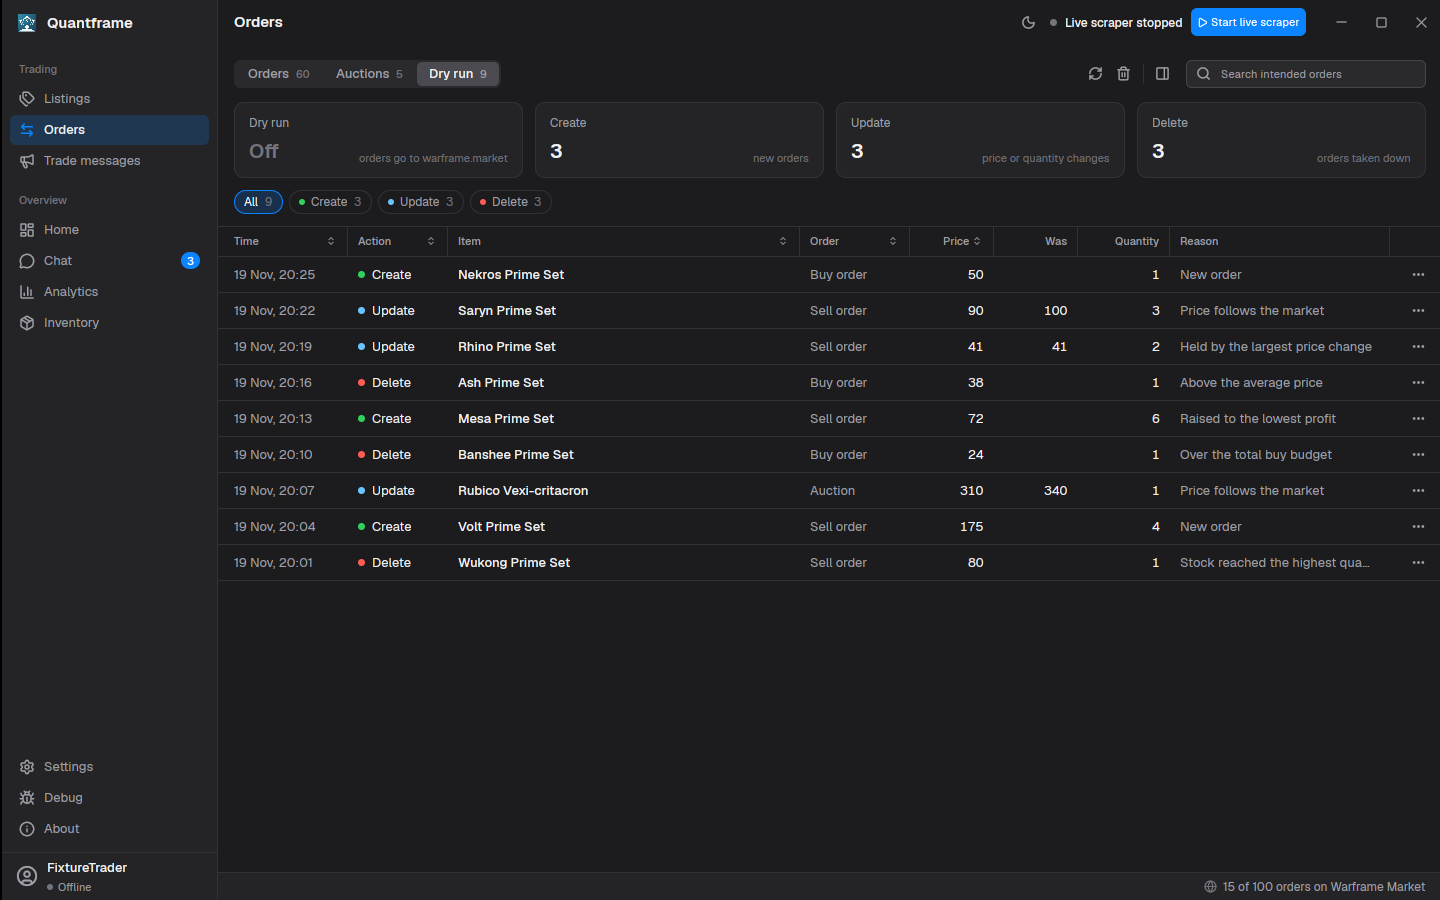 Quantframe
Trading
Listings
Orders
Trade messages
Overview
Home
Chat 3
Analytics
Inventory
Settings
Debug
About
FixtureTrader
Offline
Orders
Live scraper stopped
Start live scraper
Orders 60 Auctions 5 Dry run 9
Search intended orders
Dry run
Off orders go to warframe.market
Create
3 new orders
Update
3 price or quantity changes
Delete
3 orders taken down
All 9 Create 3 Update 3 Delete 3
Time Action Item Order Price Was Quantity Reason
19 Nov, 20:25 Create Nekros Prime Set Buy order 50 1 New order
19 Nov, 20:22 Update Saryn Prime Set Sell order 90 100 3 Price follows the market
19 Nov, 20:19 Update Rhino Prime Set Sell order 41 41 2 Held by the largest price change
19 Nov, 20:16 Delete Ash Prime Set Buy order 38 1 Above the average price
19 Nov, 20:13 Create Mesa Prime Set Sell order 72 6 Raised to the lowest profit
19 Nov, 20:10 Delete Banshee Prime Set Buy order 24 1 Over the total buy budget
19 Nov, 20:07 Update Rubico Vexi-critacron Auction 310 340 1 Price follows the market
19 Nov, 20:04 Create Volt Prime Set Sell order 175 4 New order
19 Nov, 20:01 Delete Wukong Prime Set Sell order 80 1 Stock reached the highest qua...
15 of 100 orders on Warframe Market